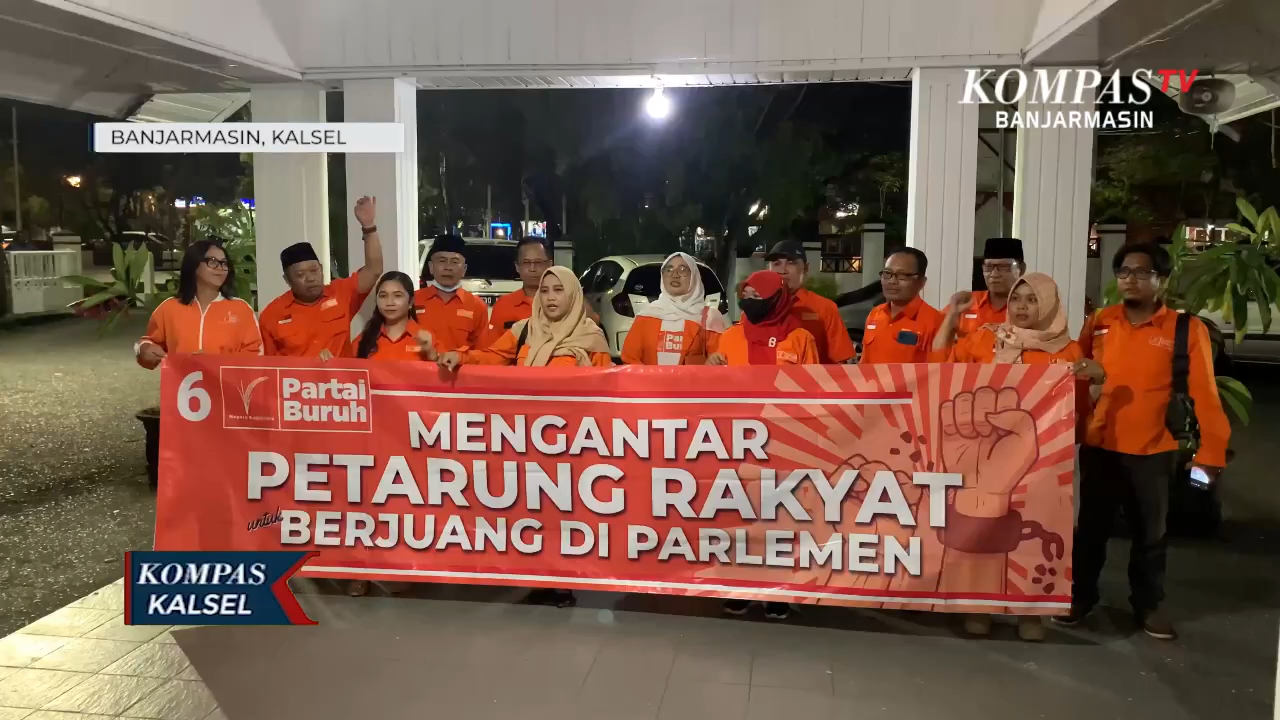 KOMPAS TV
BANJARMASIN
BANJARMASIN, KALSEL
6
Partai
Buruh
MENGANTAR
PETARUNG RAKYAT
untuk
BERJUANG DI PARLEMEN
KOMPAS
KALSEL